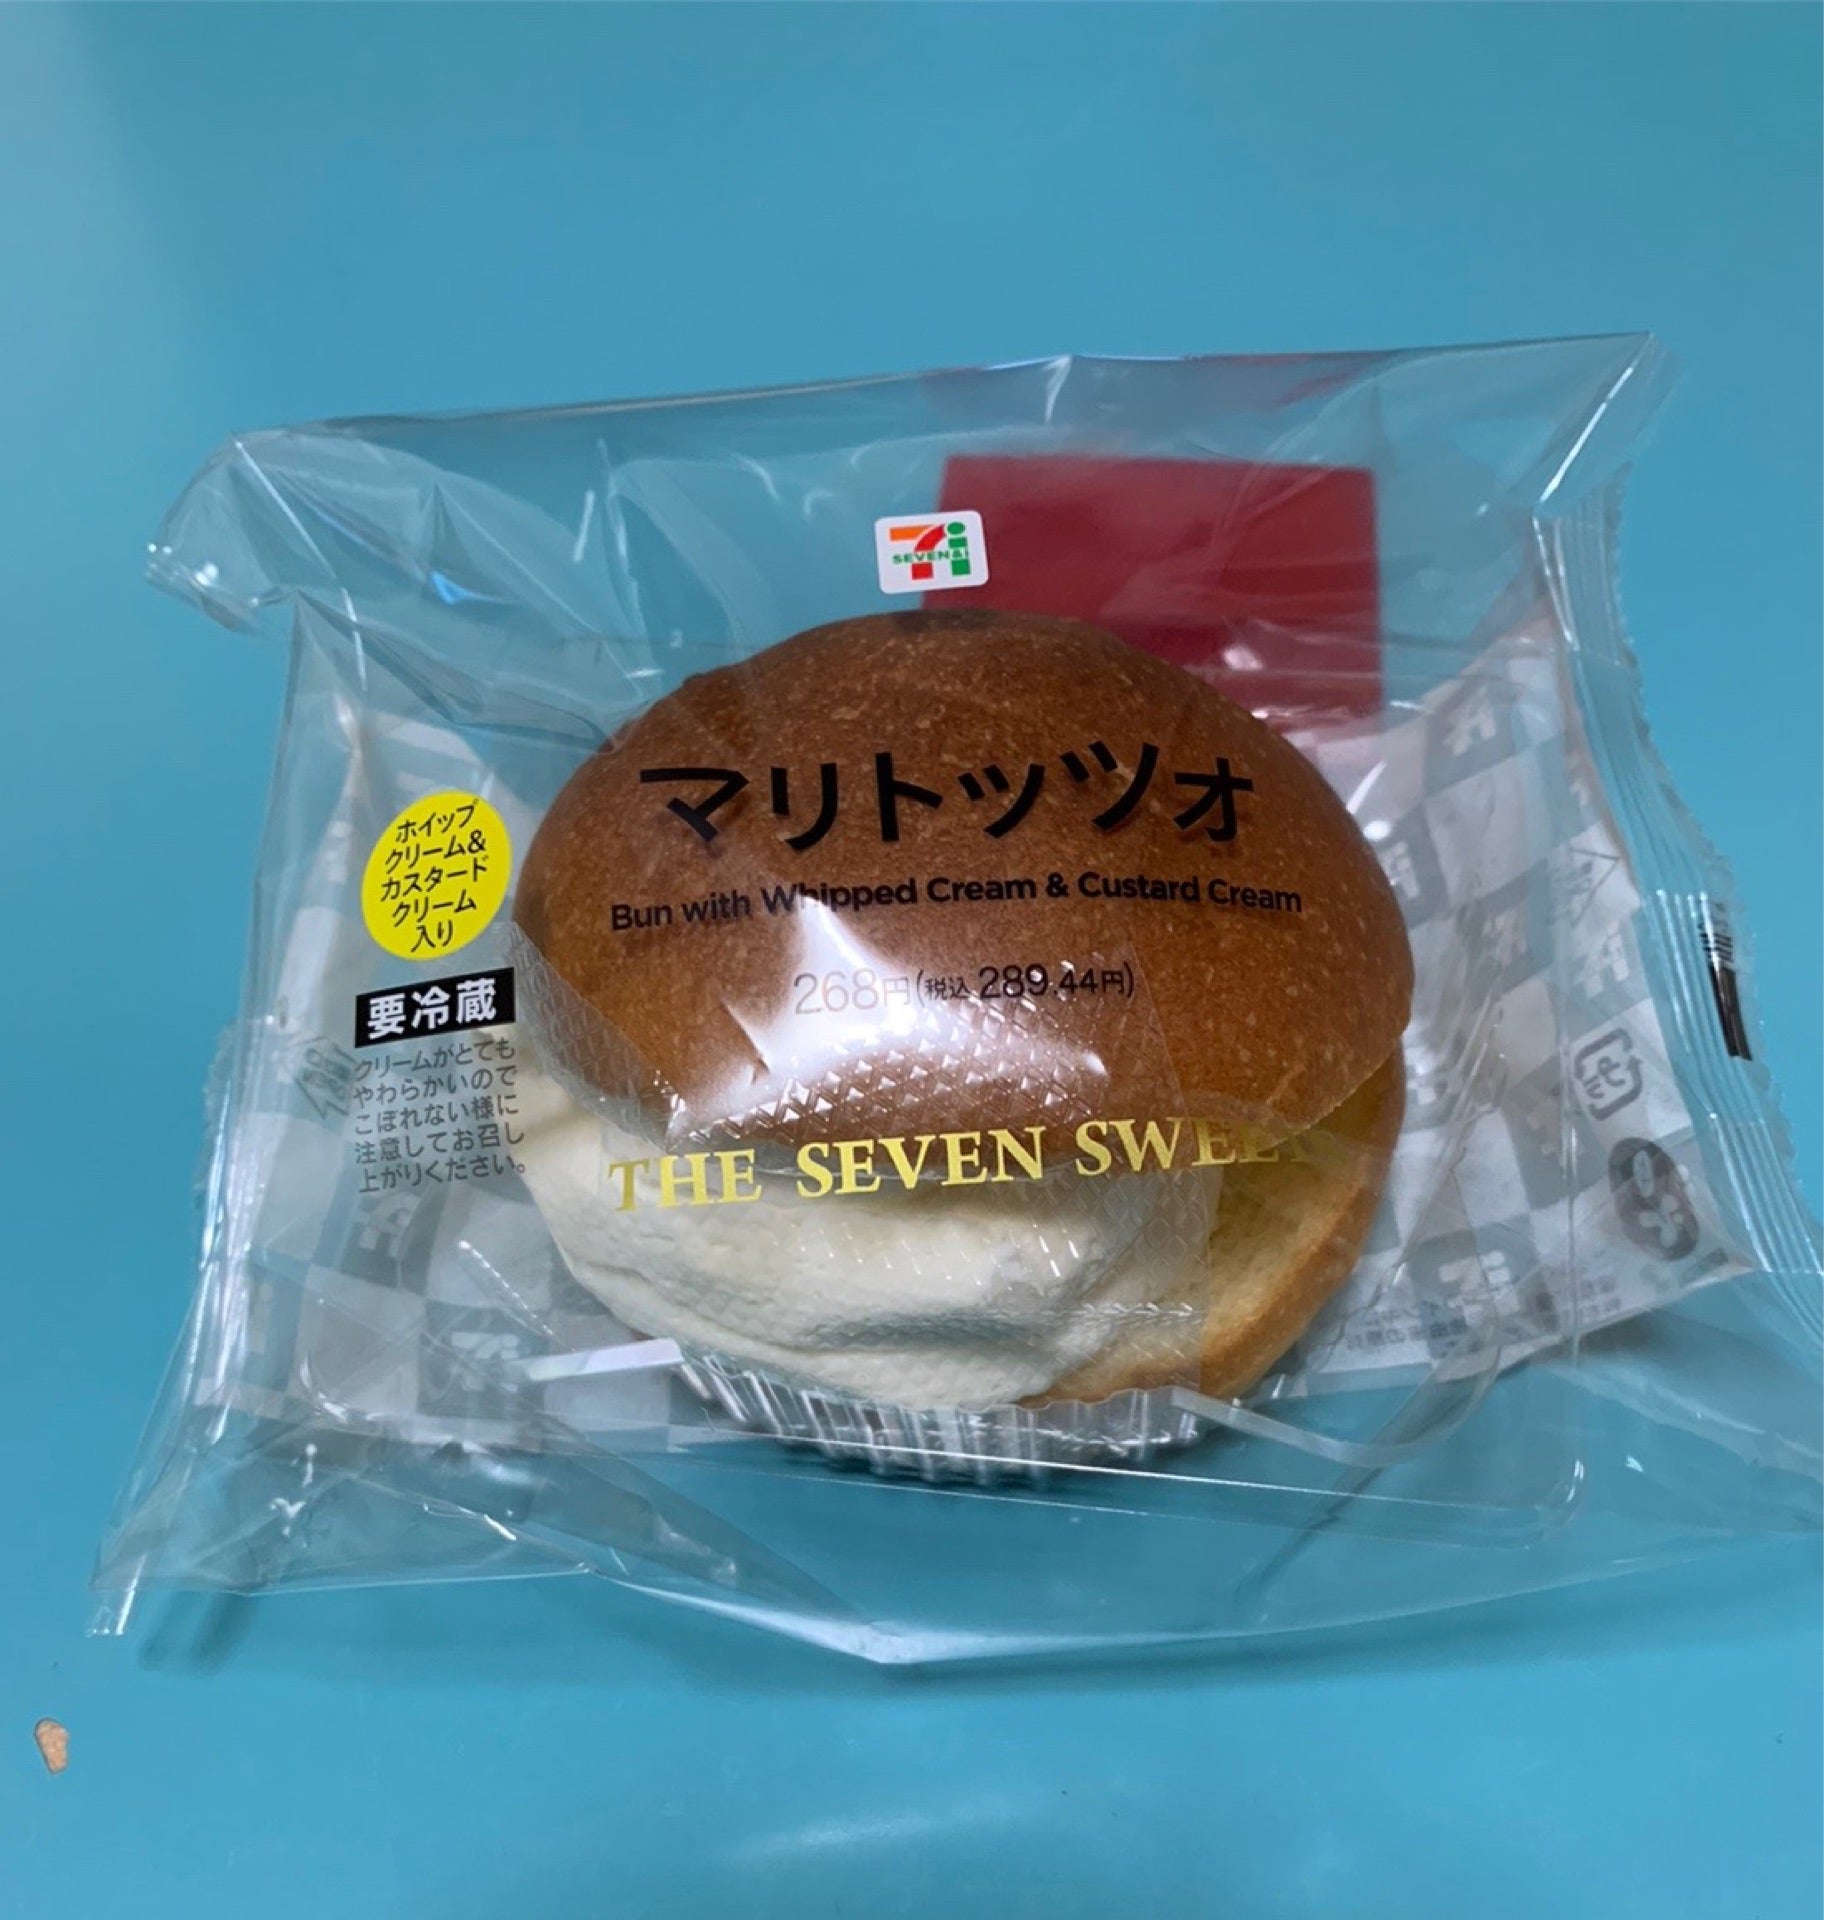 SEVEN&i
マリトッツォ
Bun with Whipped Cream & Custard Cream
268円(税込 289.44円)
ホイップ
クリーム&
カスタード
クリーム
入り
要冷蔵
クリームがとても
やわらかいので
こぼれない様に
注意してお召し
上がりください。
THE SEVEN SWEE